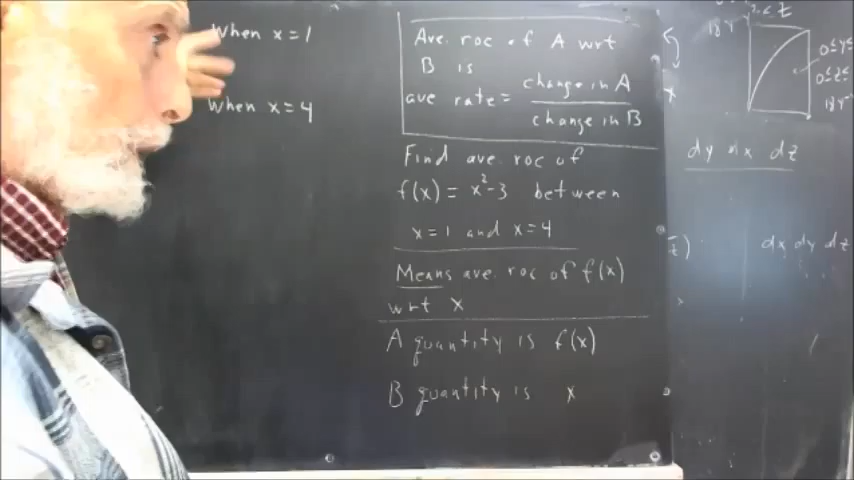 When x = 1
When x = 4
Ave. roc of A wrt
B is
ave rate = change in A
change in B
Find ave. roc of
f(x) = x²-3 between
x = 1 and x = 4
Means ave. roc of f(x)
wrt x
A quantity is f(x)
B quantity is x
x
dy dx dz
dx dy dz